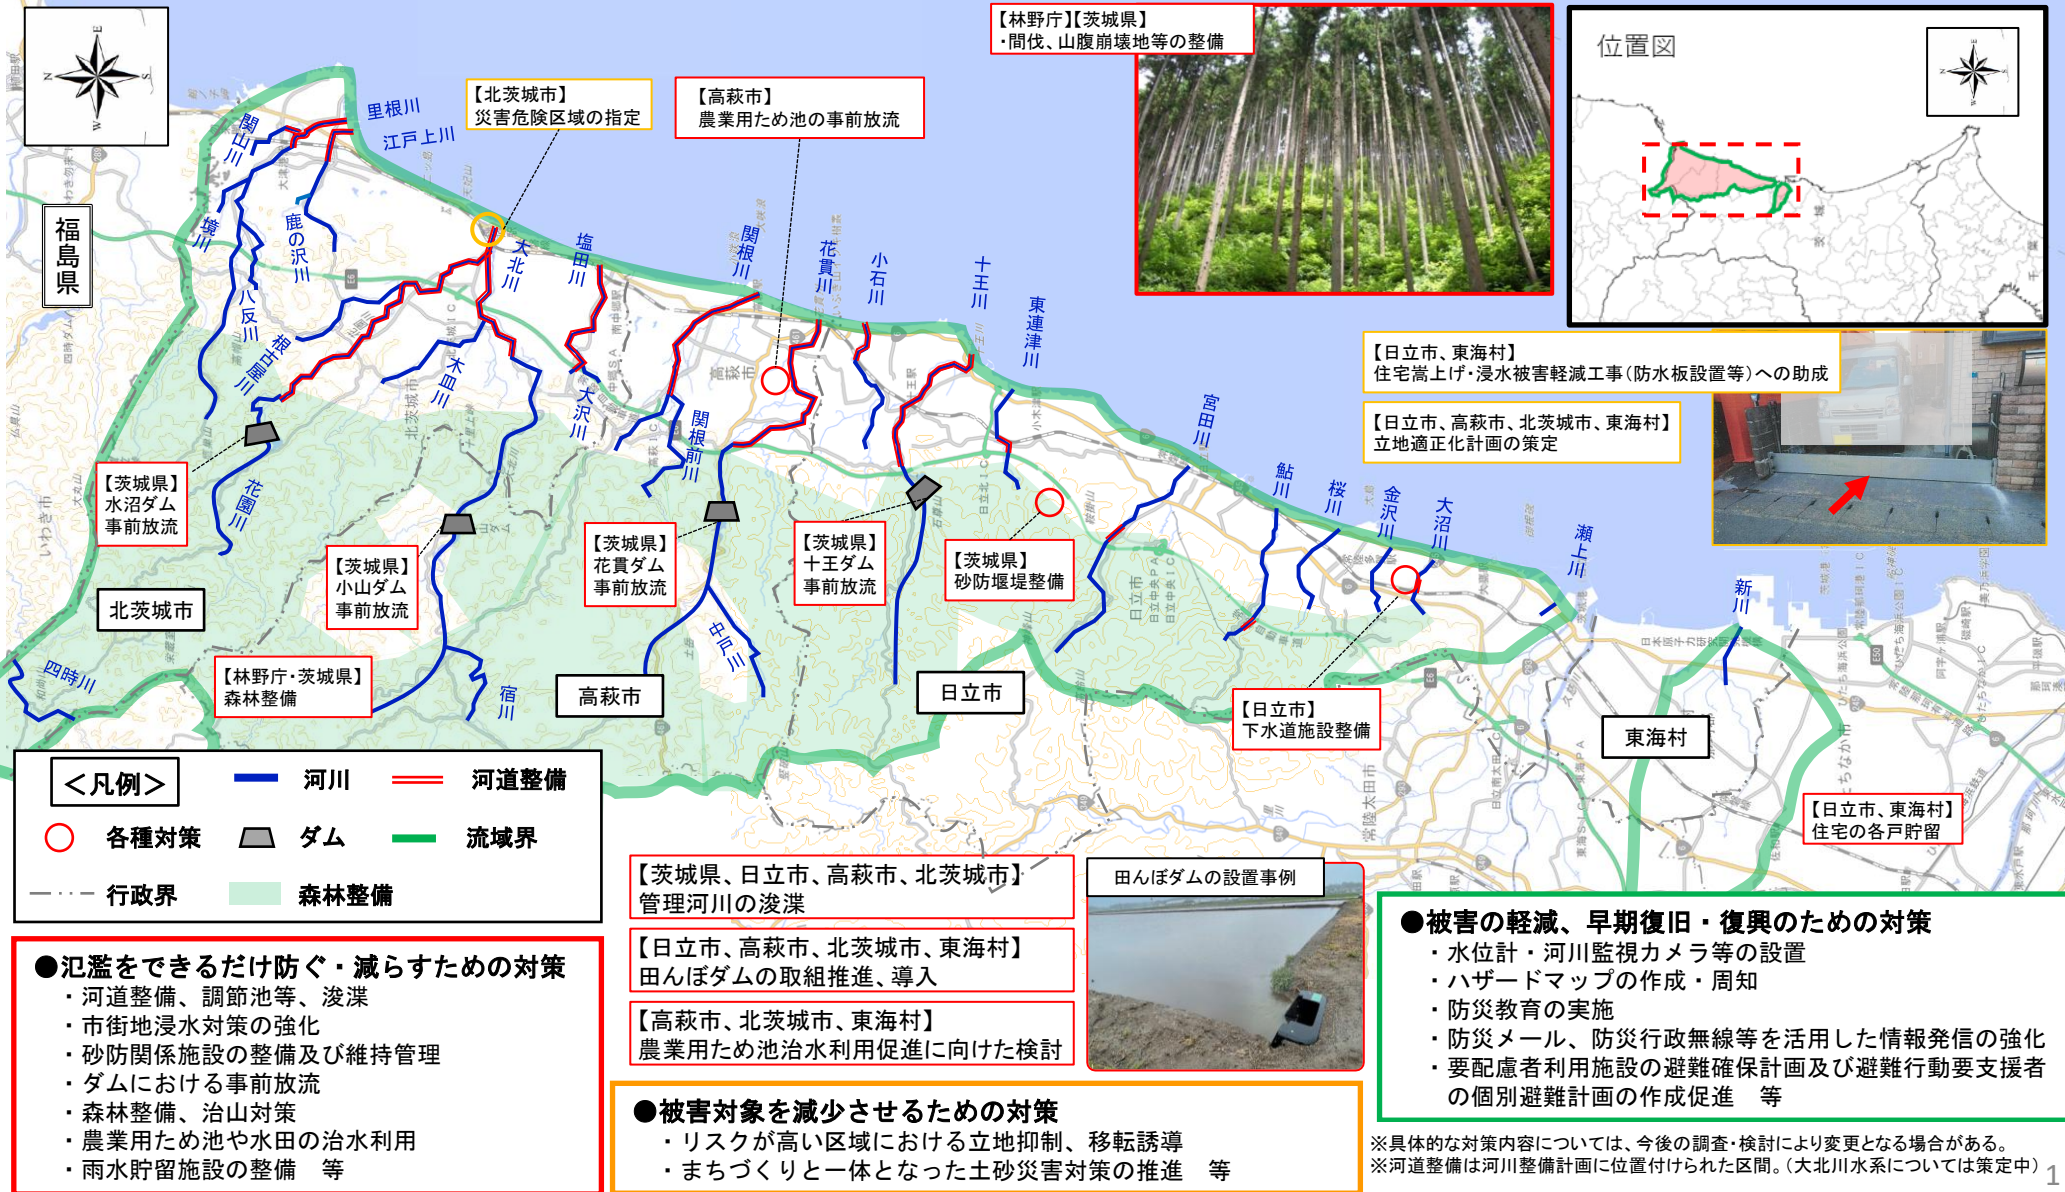 【林野庁】【茨城県】
・間伐、山腹崩壊地等の整備
位置図
【北茨城市】
災害危険区域の指定
【高萩市】
農業用ため池の事前放流
福島県
里根川
江戸上川
関山川
境川
鹿の沢川
八反川
根古屋川
花園川
大北川
木皿川
塩田川
大沢川
関根川
関根前川
花貫川
小石川
十王川
東連津川
宮田川
鮎川
桜川
金沢川
大沼川
瀬上川
新川
四時川
宿川
中戸川
【日立市、東海村】
住宅嵩上げ・浸水被害軽減工事(防水板設置等)への助成
【日立市、高萩市、北茨城市、東海村】
立地適正化計画の策定
【茨城県】
水沼ダム
事前放流
【茨城県】
小山ダム
事前放流
【茨城県】
花貫ダム
事前放流
【茨城県】
十王ダム
事前放流
【茨城県】
砂防堰堤整備
北茨城市
【林野庁・茨城県】
森林整備
高萩市
日立市
【日立市】
下水道施設整備
東海村
【日立市、東海村】
住宅の各戸貯留
＜凡例＞
河川
河道整備
各種対策
ダム
流域界
行政界
森林整備
【茨城県、日立市、高萩市、北茨城市】
管理河川の浚渫
【日立市、高萩市、北茨城市、東海村】
田んぼダムの取組推進、導入
【高萩市、北茨城市、東海村】
農業用ため池治水利用促進に向けた検討
田んぼダムの設置事例
●氾濫をできるだけ防ぐ・減らすための対策
・河道整備、調節池等、浚渫
・市街地浸水対策の強化
・砂防関係施設の整備及び維持管理
・ダムにおける事前放流
・森林整備、治山対策
・農業用ため池や水田の治水利用
・雨水貯留施設の整備　等
●被害対象を減少させるための対策
・リスクが高い区域における立地抑制、移転誘導
・まちづくりと一体となった土砂災害対策の推進　等
●被害の軽減、早期復旧・復興のための対策
・水位計・河川監視カメラ等の設置
・ハザードマップの作成・周知
・防災教育の実施
・防災メール、防災行政無線等を活用した情報発信の強化
・要配慮者利用施設の避難確保計画及び避難行動要支援者
の個別避難計画の作成促進　等
※具体的な対策内容については、今後の調査・検討により変更となる場合がある。
※河道整備は河川整備計画に位置付けられた区間。(大北川水系については策定中)
1